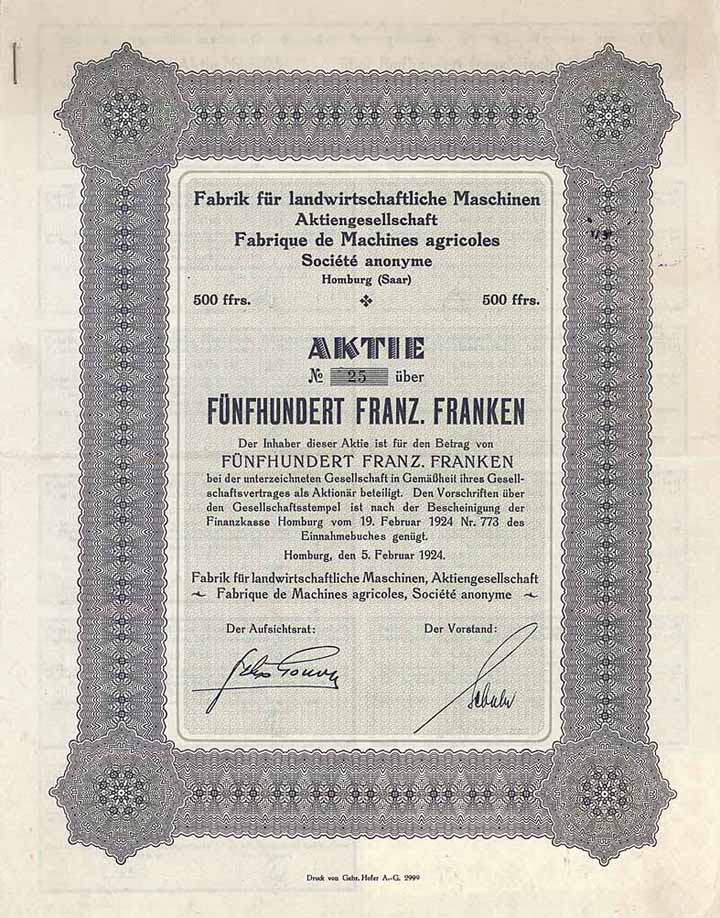 Fabrik für landwirtschaftliche Maschinen
Aktiengesellschaft
Fabrique de Machines agricoles
Société anonyme
Homburg (Saar)
500 ffrs. 500 ffrs.
AKTIE
№ 25 über
FÜNFHUNDERT FRANZ. FRANKEN
Der Inhaber dieser Aktie ist für den Betrag von
FÜNFHUNDERT FRANZ. FRANKEN
bei der unterzeichneten Gesellschaft in Gemäßheit ihres Gesell-
schaftsvertrages als Aktionär beteiligt. Den Vorschriften über
den Gesellschaftsstempel ist nach der Bescheinigung der
Finanzkasse Homburg vom 19. Februar 1924 Nr. 773 des
Einnahmebuches genügt.
Homburg, den 5. Februar 1924.
Fabrik für landwirtschaftliche Maschinen, Aktiengesellschaft
Fabrique de Machines agricoles, Société anonyme
Der Aufsichtsrat: Der Vorstand:
Druck von Gebr. Hofer A.-G. 2999